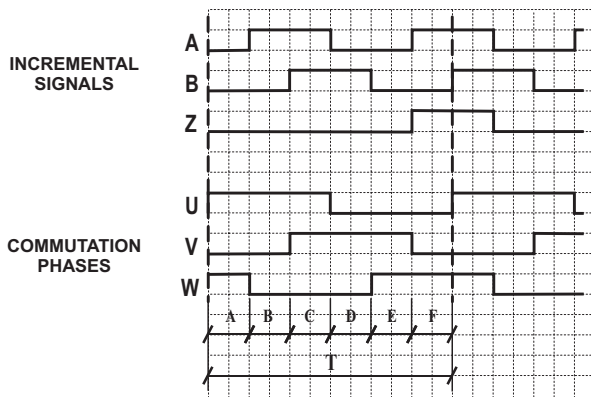 A
INCREMENTAL
SIGNALS
B
Z
U
COMMUTATION
PHASES
V
W
A B C D E F
T